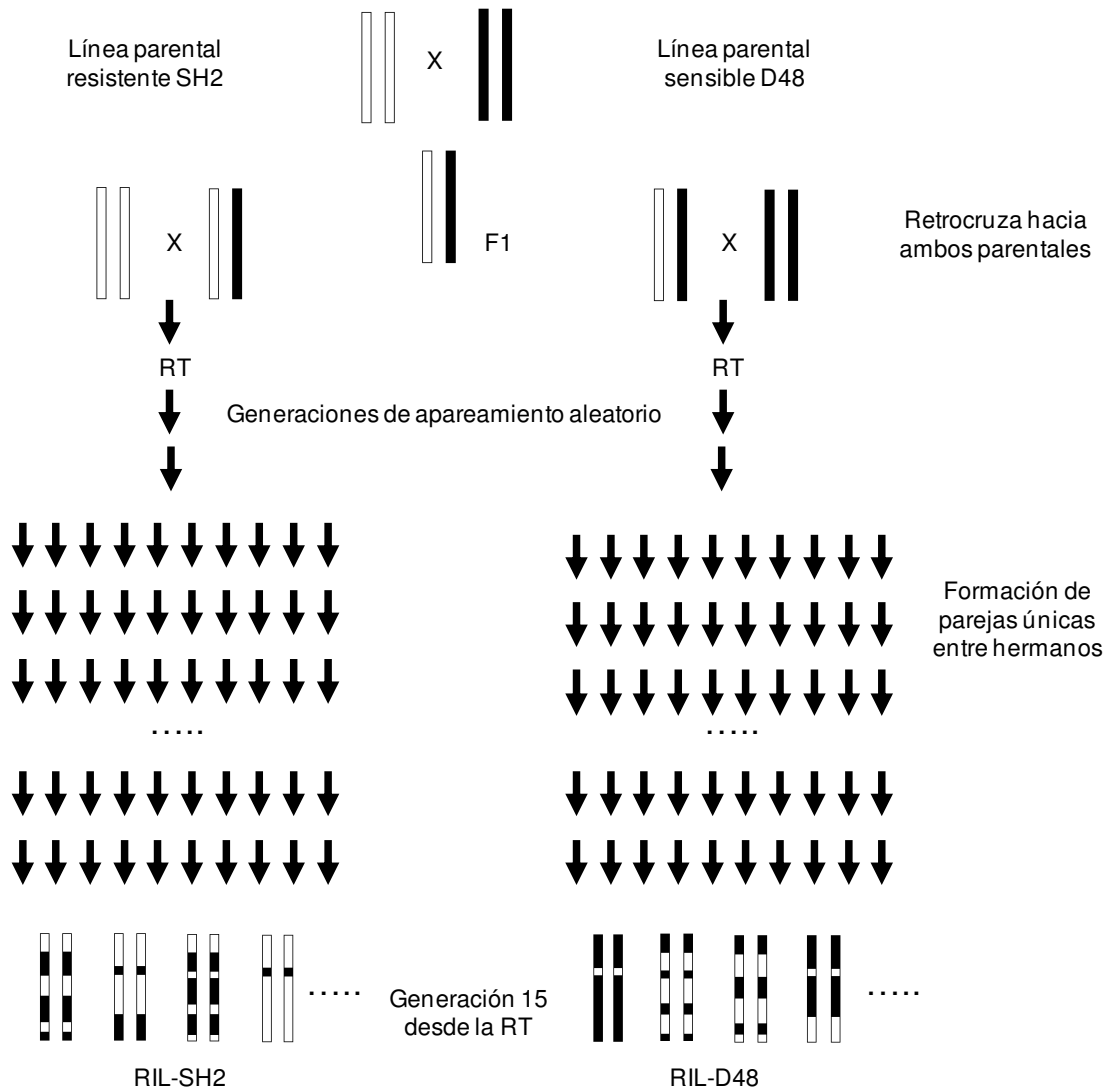 Línea parental
resistente SH2
X
Línea parental
sensible D48
X
F1
X
Retrocruza hacia
ambos parentales
RT
RT
Generaciones de apareamiento aleatorio
Formación de
parejas únicas
entre hermanos
.....
.....
.....
Generación 15
desde la RT
.....
RIL-SH2
RIL-D48